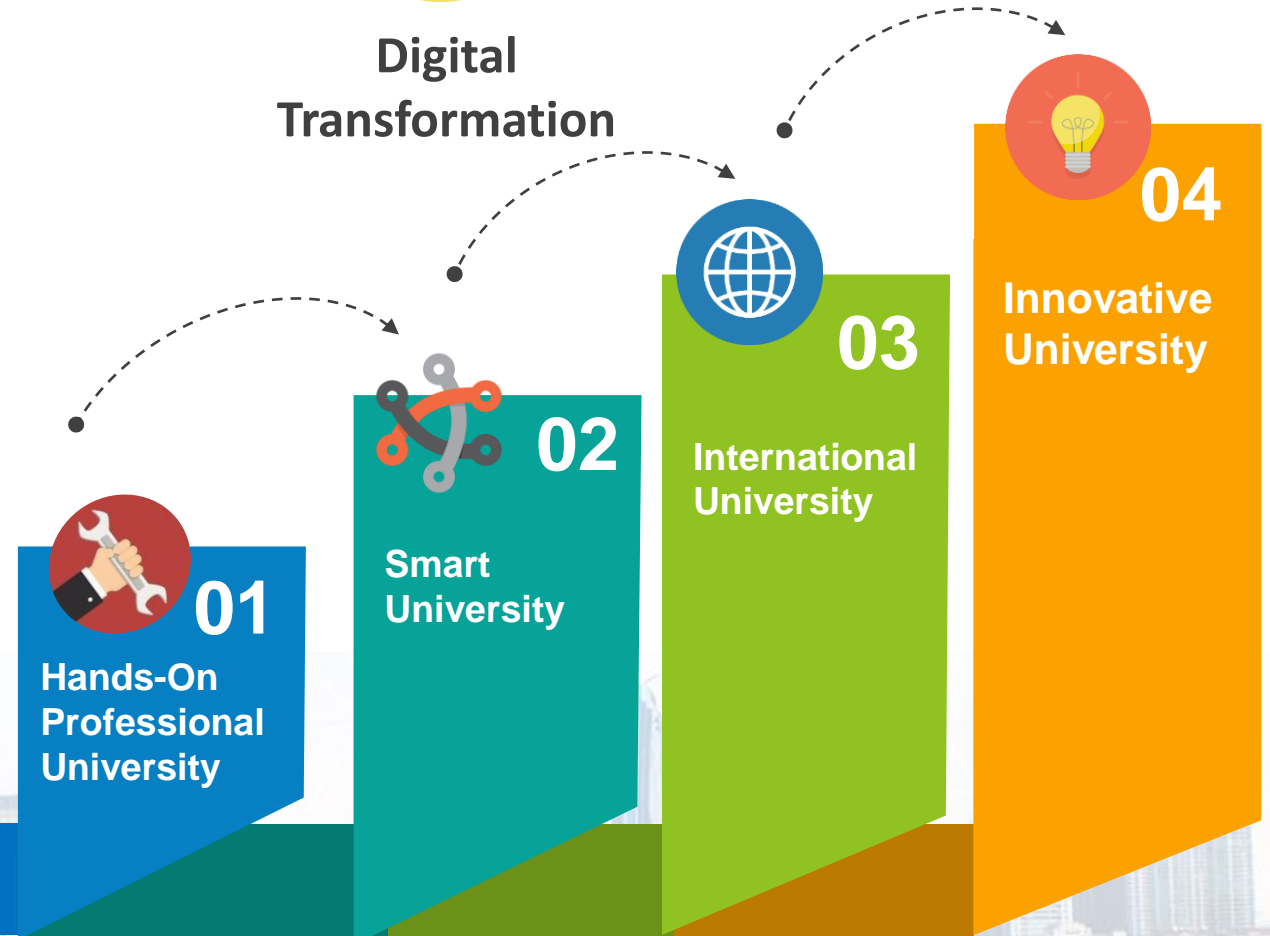 Digital
Transformation
01
Hands-On
Professional
University
02
Smart
University
03
International
University
04
Innovative
University